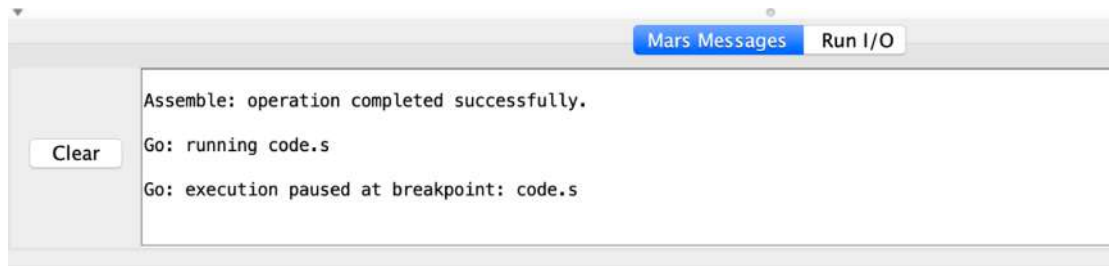 Mars Messages Run I/O
Assemble: operation completed successfully.
Go: running code.s
Clear
Go: execution paused at breakpoint: code.s